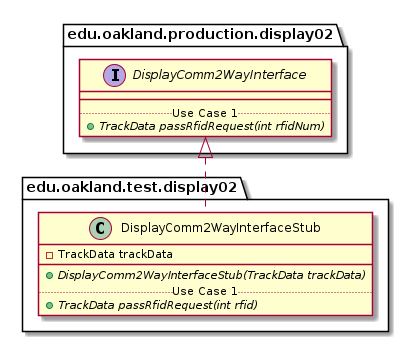 edu.oakland.production.display02
I DisplayComm2WayInterface
Use Case 1
TrackData passRfidRequest(int rfidNum)
edu.oakland.test.display02
C DisplayComm2WayInterfaceStub
TrackData trackData
DisplayComm2WayInterfaceStub(TrackData trackData)
Use Case 1
TrackData passRfidRequest(int rfid)